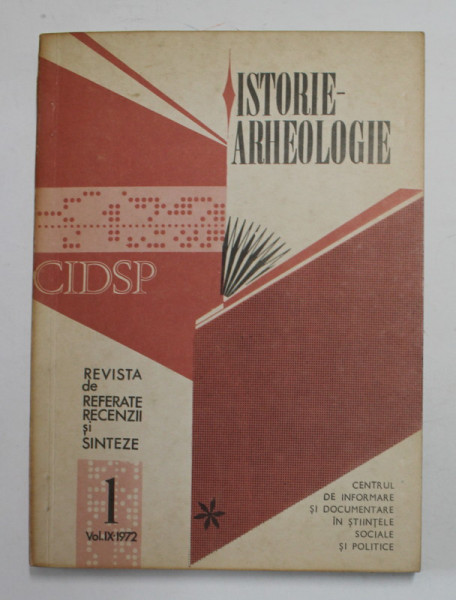 ISTORIE-
ARHEOLOGIE
CIDSP
REVISTA
de
REFERATE
RECENZII
și
SINTEZE
1
Vol.IX·1972
CENTRUL
DE INFORMARE
ȘI DOCUMENTARE
ÎN ȘTIINȚELE
SOCIALE
ȘI POLITICE